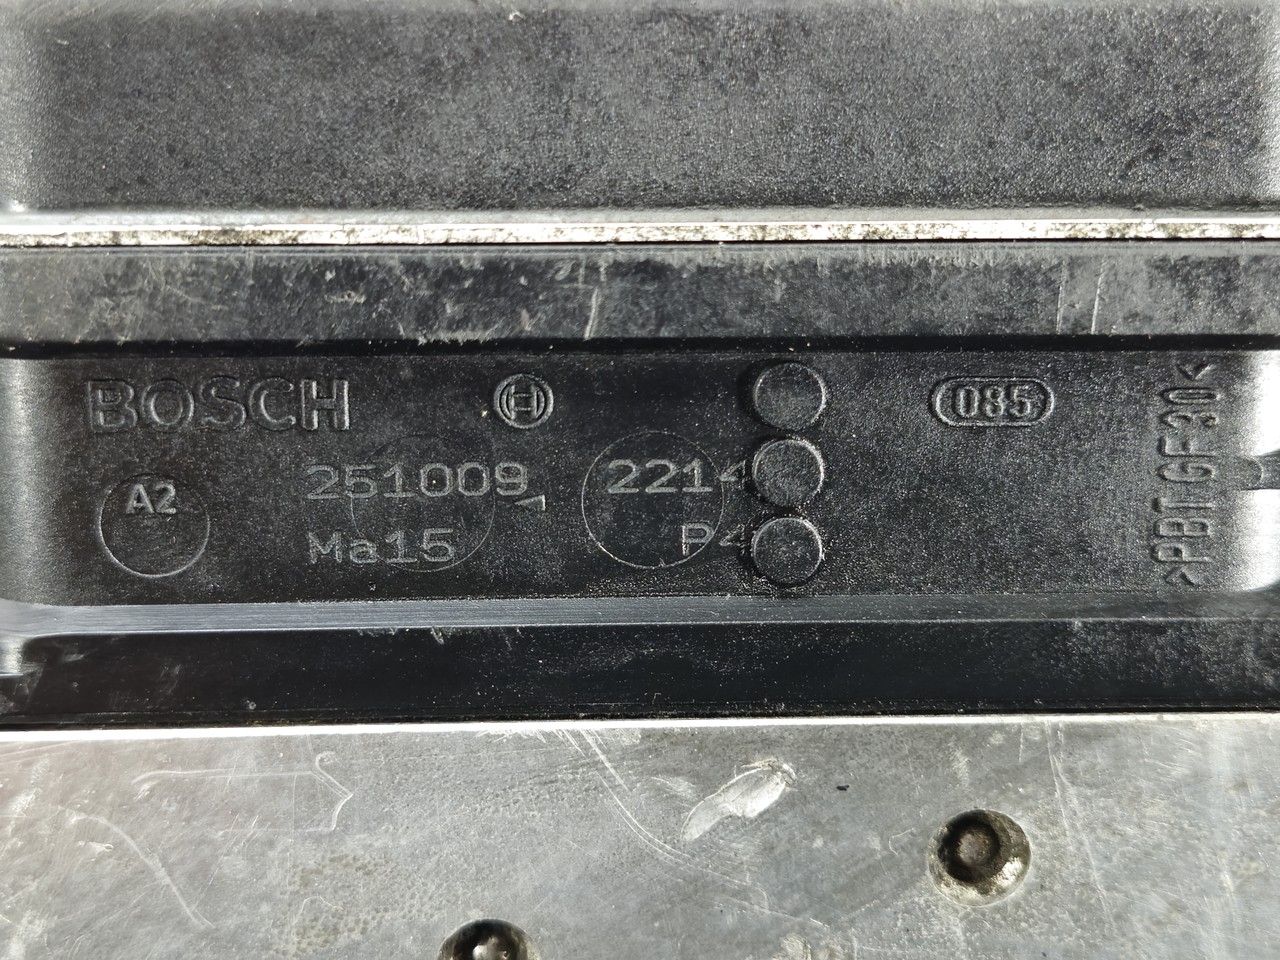 BOSCH
085
A2
251009
2214
Ma15
P4
>PBT GF30<